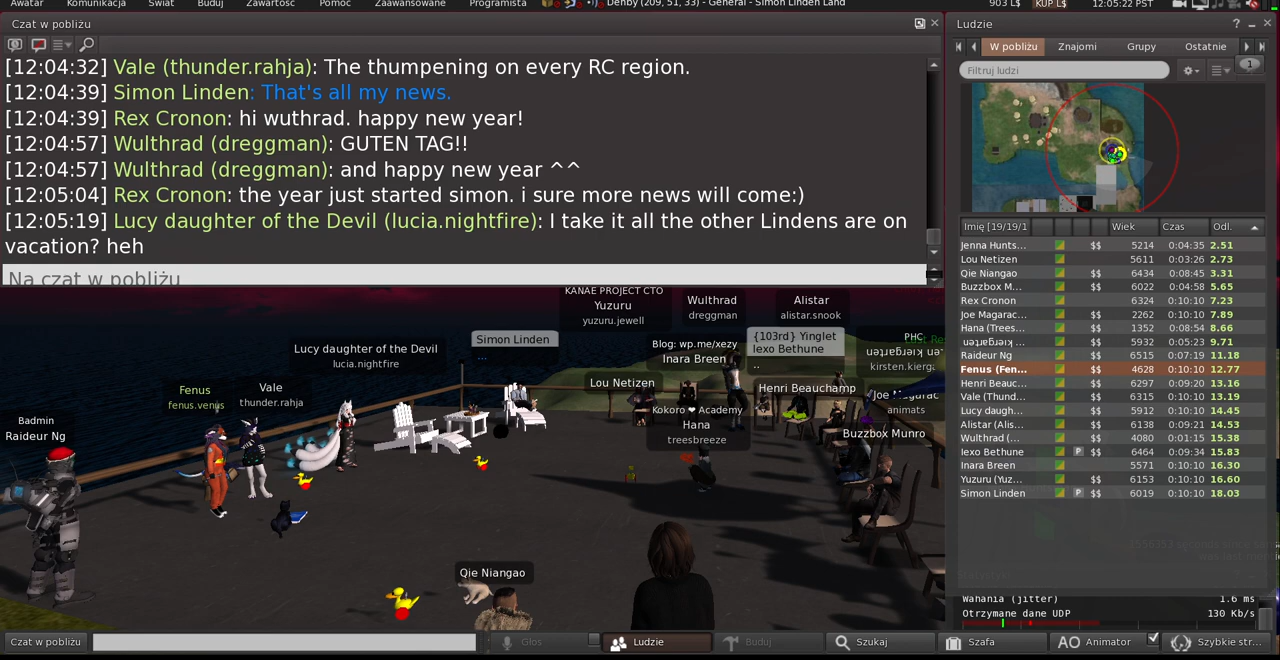 Awatar Komunikacja Świat Buduj Zawartość Pomoc Zaawansowane Programista Denby (209, 51, 33) - General - Simon Linden Land 903 L$ KUP L$ 12:05:22 PST
Czat w pobliżu
[12:04:32] Vale (thunder.rahja): The thumpening on every RC region.
[12:04:39] Simon Linden: That's all my news.
[12:04:39] Rex Cronon: hi wuthrad. happy new year!
[12:04:57] Wulthrad (dreggman): GUTEN TAG!!
[12:04:57] Wulthrad (dreggman): and happy new year ^^
[12:05:04] Rex Cronon: the year just started simon. i sure more news will come:)
[12:05:19] Lucy daughter of the Devil (lucia.nightfire): I take it all the other Lindens are on
vacation? heh
Na czat w pobliżu
KANAE PROJECT CTO
Yuzuru
yuzuru.jewell
Wulthrad
dreggman
Alistar
alistar.snook
Simon Linden
...
{103rd} Yinglet
Iexo Bethune
..
PHC
kirsten.kierga
Lucy daughter of the Devil
lucia.nightfire
Blog: wp.me/xezy
Inara Breen
Lou Netizen
Henri Beauchamp
Joe Magarac
animats
Fenus
fenus.venus
Vale
thunder.rahja
Kokoro ❤ Academy
Hana
treesbreeze
Badmin
Raideur Ng
Buzzbox Munro
Qie Niangao
Ludzie
W pobliżu Znajomi Grupy Ostatnie
Filtruj ludzi
1
Imię [19/19/1 Wiek Czas Odl.
Jenna Hunts... $$ 5214 0:04:35 2.51
Lou Netizen 5611 0:03:26 2.73
Qie Niangao $$ 6434 0:08:45 3.31
Buzzbox M... $$ 6022 0:04:58 5.65
Rex Cronon 6324 0:10:10 7.23
Joe Magarac... $$ 2262 0:10:10 7.89
Hana (Trees... $$ 1352 0:08:54 8.66
$$ 5932 0:05:23 9.71
Raideur Ng $$ 6515 0:07:19 11.18
Fenus (Fen... 4628 0:10:10 12.77
Henri Beauc... $$ 6297 0:09:20 13.16
Vale (Thund... $$ 6315 0:10:10 13.19
Lucy daugh... $$ 5912 0:10:10 14.45
Alistar (Alis... $$ 6138 0:09:21 14.53
Wulthrad (... $$ 4080 0:01:15 15.38
Iexo Bethune P $$ 6464 0:09:34 15.83
Inara Breen 5571 0:10:10 16.30
Yuzuru (Yuz... $$ 6153 0:10:10 16.60
Simon Linden P $$ 6019 0:10:10 18.03
Wahania (jitter) 1.6 ms
Otrzymane dane UDP 130 Kb/s
Czat w pobliżu Głos Ludzie Buduj Szukaj Szafa AO Animator Szybkie str...